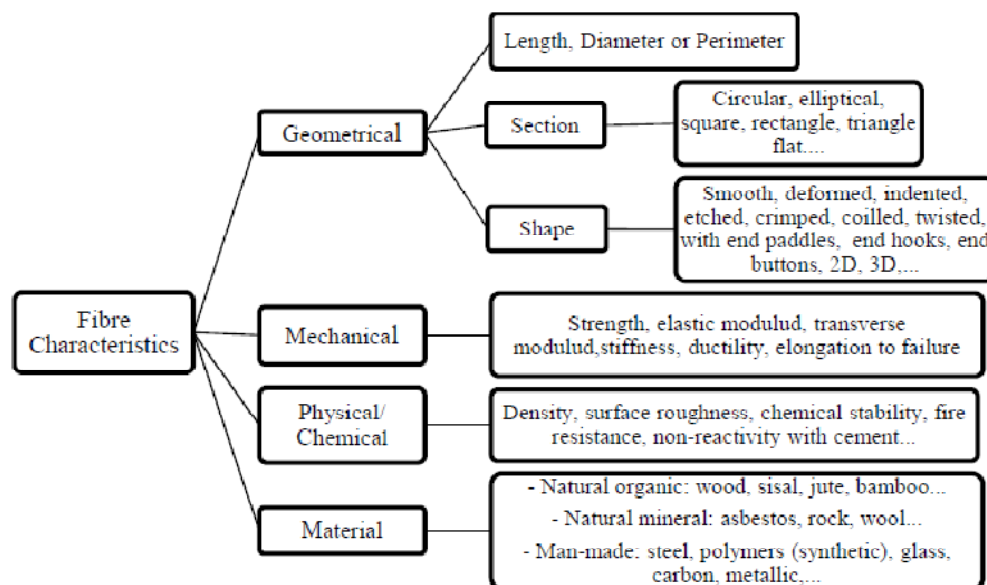 Fibre
Characteristics
Geometrical
Length, Diameter or Perimeter
Section
Circular, elliptical,
square, rectangle, triangle
flat....
Shape
Smooth, deformed, indented,
etched, crimped, coilled, twisted,
with end paddles, end hooks, end
buttons, 2D, 3D,...
Mechanical
Strength, elastic modulud, transverse
modulud,stiffness, ductility, elongation to failure
Physical/
Chemical
Density, surface roughness, chemical stability, fire
resistance, non-reactivity with cement...
Material
- Natural organic: wood, sisal, jute, bamboo...
- Natural mineral: asbestos, rock, wool...
- Man-made: steel, polymers (synthetic), glass,
carbon, metallic,...